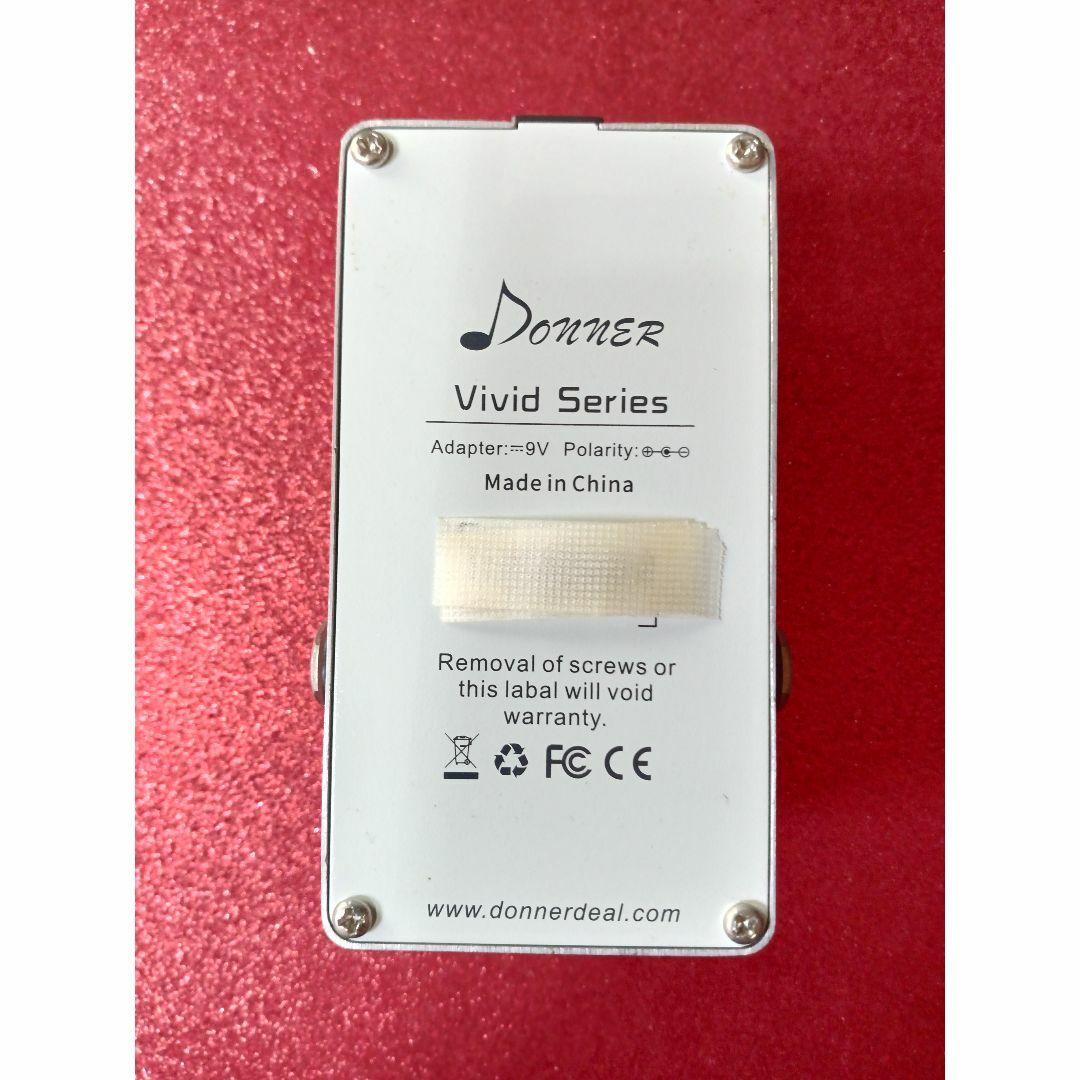 DONNER
Vivid Series
Adapter:⎓9V Polarity:⊕-⊖
Made in China
Removal of screws or
this labal will void
warranty.
FC CE
www.donnerdeal.com